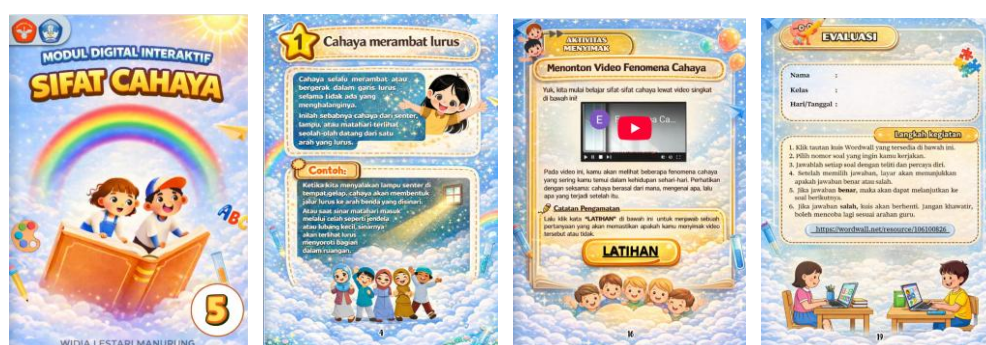 MODUL DIGITAL INTERAKTIF
SIFAT CAHAYA
ABC
5
WIDIA LESTARI MANURUNG
1
Cahaya merambat lurus
Cahaya selalu merambat atau
bergerak dalam garis lurus
selama tidak ada yang
menghalanginya.
Inilah sebabnya cahaya dari senter,
lampu, atau matahari terlihat
seolah-olah datang dari satu
arah yang lurus.
Contoh:
Ketika kita menyalakan lampu senter di
tempat gelap, cahaya akan membentuk
jalur lurus ke arah benda yang disinari.
Atau saat sinar matahari masuk
melalui celah seperti jendela
atau lubang kecil, sinarnya
akan terlihat lurus
menyoroti bagian
dalam ruangan.
4
AKTIVITAS
MENYIMAK
Menonton Video Fenomena Cahaya
Yuk, kita mulai belajar sifat-sifat cahaya lewat video singkat
di bawah ini!
E
Ca...
Pada video ini, kamu akan melihat beberapa fenomena cahaya
yang sering kamu temui dalam kehidupan sehari-hari. Perhatikan
dengan seksama: cahaya berasal dari mana, mengenai apa, lalu
apa yang terjadi setelah itu.
Catatan Pengamatan
Lalu klik kata "LATIHAN" di bawah ini untuk menjawab sebuah
pertanyaan yang akan memastikan apakah kamu menyimak video
tersebut atau tidak.
LATIHAN
16
EVALUASI
Nama :
Kelas :
Hari/Tanggal :
Langkah kegiatan
1. Klik tautan kuis Wordwall yang tersedia di bawah ini.
2. Pilih nomor soal yang ingin kamu kerjakan.
3. Jawablah setiap soal dengan teliti dan percaya diri.
4. Setelah memilih jawaban, layar akan menunjukkan
apakah jawaban benar atau salah.
5. Jika jawaban benar, maka akan dapat melanjutkan ke
soal berikutnya.
6. Jika jawaban salah, kuis akan berhenti. Jangan khawatir,
boleh mencoba lagi sesuai arahan guru.
https://wordwall.net/resource/106100826
19